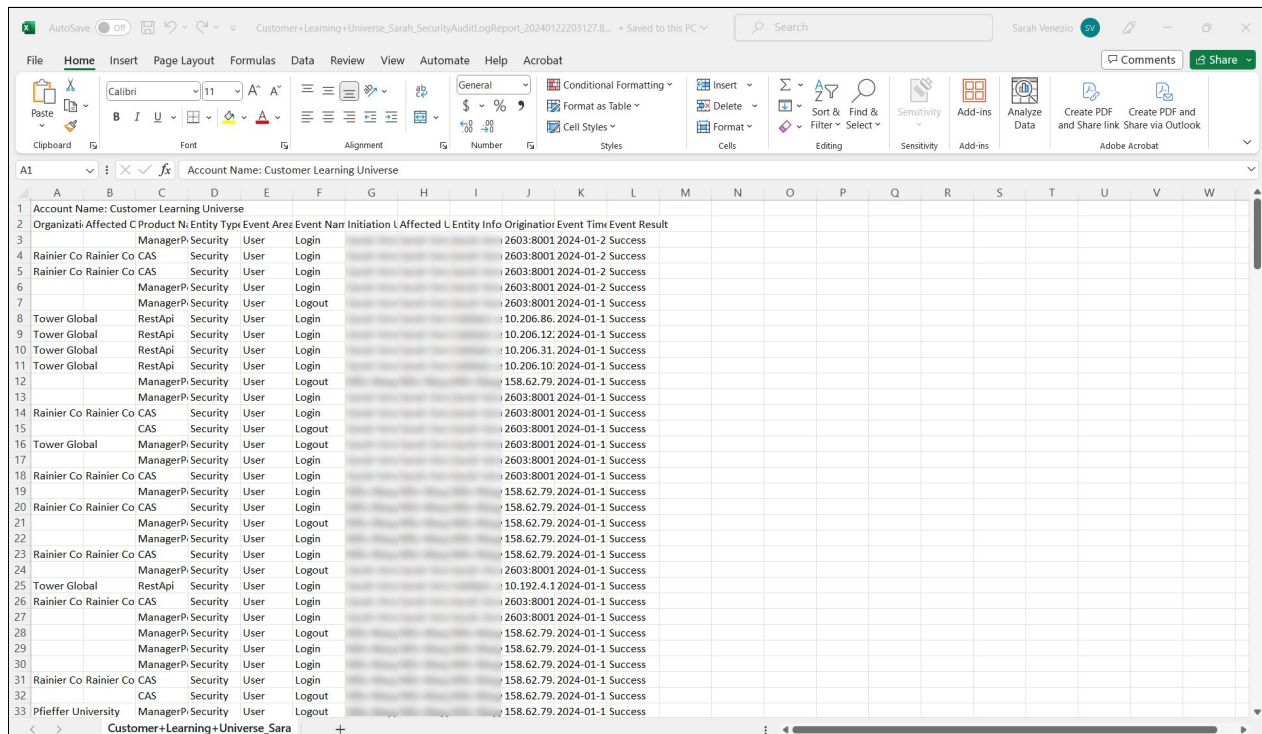 AutoSave Off Customer+Learning+Universe_Sarah_SecurityAuditLogReport_20240122203127.8... • Saved to this PC Search Sarah Venezio SV
File Home Insert Page Layout Formulas Data Review View Automate Help Acrobat Comments Share
Calibri 11 A A General Conditional Formatting Insert Sort & Find & Sensitivity Add-ins Analyze Create PDF Create PDF and
Paste B I U A $ % Format as Table Delete Filter Select Data and Share link Share via Outlook
Cell Styles Format
Clipboard Font Alignment Number Styles Cells Editing Sensitivity Add-ins Adobe Acrobat
A1 fx Account Name: Customer Learning Universe
A B C D E F G H I J K L M N O P Q R S T U V W
1 Account Name: Customer Learning Universe
2 Organizati Affected C Product Na Entity Type Event Area Event Nam Initiation U Affected U Entity Info Origination Event Time Event Result
3 ManagerP Security User Login 2603:8001 2024-01-2 Success
4 Rainier Co Rainier Co CAS Security User Login 2603:8001 2024-01-2 Success
5 Rainier Co Rainier Co CAS Security User Login 2603:8001 2024-01-2 Success
6 ManagerP Security User Login 2603:8001 2024-01-2 Success
7 ManagerP Security User Logout 2603:8001 2024-01-1 Success
8 Tower Global RestApi Security User Login 10.206.86. 2024-01-1 Success
9 Tower Global RestApi Security User Login 10.206.12 2024-01-1 Success
10 Tower Global RestApi Security User Login 10.206.31. 2024-01-1 Success
11 Tower Global RestApi Security User Login 10.206.10 2024-01-1 Success
12 ManagerP Security User Logout 158.62.79. 2024-01-1 Success
13 ManagerP Security User Logout 2603:8001 2024-01-1 Success
14 Rainier Co Rainier Co CAS Security User Login 2603:8001 2024-01-1 Success
15 CAS Security User Logout 2603:8001 2024-01-1 Success
16 Tower Global ManagerP Security User Logout 2603:8001 2024-01-1 Success
17 ManagerP Security User Login 2603:8001 2024-01-1 Success
18 Rainier Co Rainier Co CAS Security User Login 2603:8001 2024-01-1 Success
19 ManagerP Security User Login 158.62.79. 2024-01-1 Success
20 Rainier Co Rainier Co CAS Security User Login 158.62.79. 2024-01-1 Success
21 ManagerP Security User Logout 158.62.79. 2024-01-1 Success
22 ManagerP Security User Login 158.62.79. 2024-01-1 Success
23 Rainier Co Rainier Co CAS Security User Login 158.62.79. 2024-01-1 Success
24 ManagerP Security User Logout 2603:8001 2024-01-1 Success
25 Tower Global RestApi Security User Login 10.192.4.1 2024-01-1 Success
26 Rainier Co Rainier Co CAS Security User Login 2603:8001 2024-01-1 Success
27 ManagerP Security User Login 2603:8001 2024-01-1 Success
28 ManagerP Security User Logout 158.62.79. 2024-01-1 Success
29 ManagerP Security User Login 158.62.79. 2024-01-1 Success
30 ManagerP Security User Login 158.62.79. 2024-01-1 Success
31 Rainier Co Rainier Co CAS Security User Login 158.62.79. 2024-01-1 Success
32 CAS Security User Logout 158.62.79. 2024-01-1 Success
33 Pfieffer University ManagerP Security User Logout 158.62.79. 2024-01-1 Success
Customer+Learning+Universe_Sara +